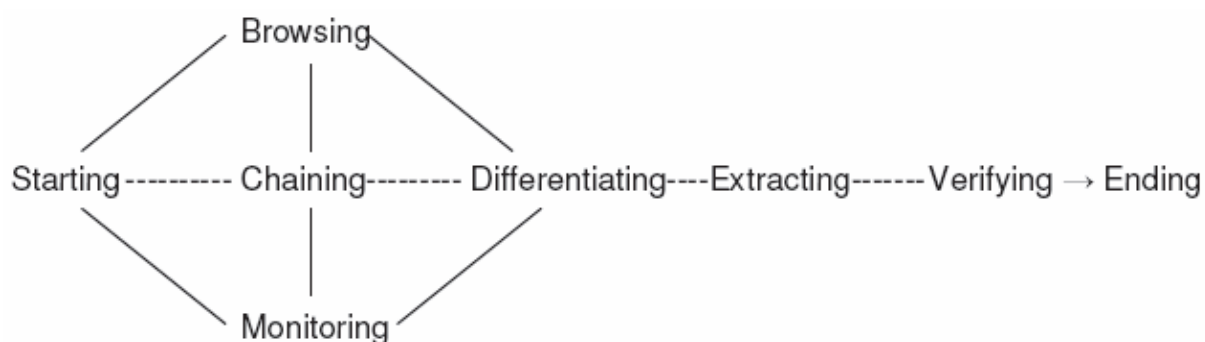 Browsing
Starting ---------- Chaining --------- Differentiating ---- Extracting ------- Verifying → Ending
Monitoring